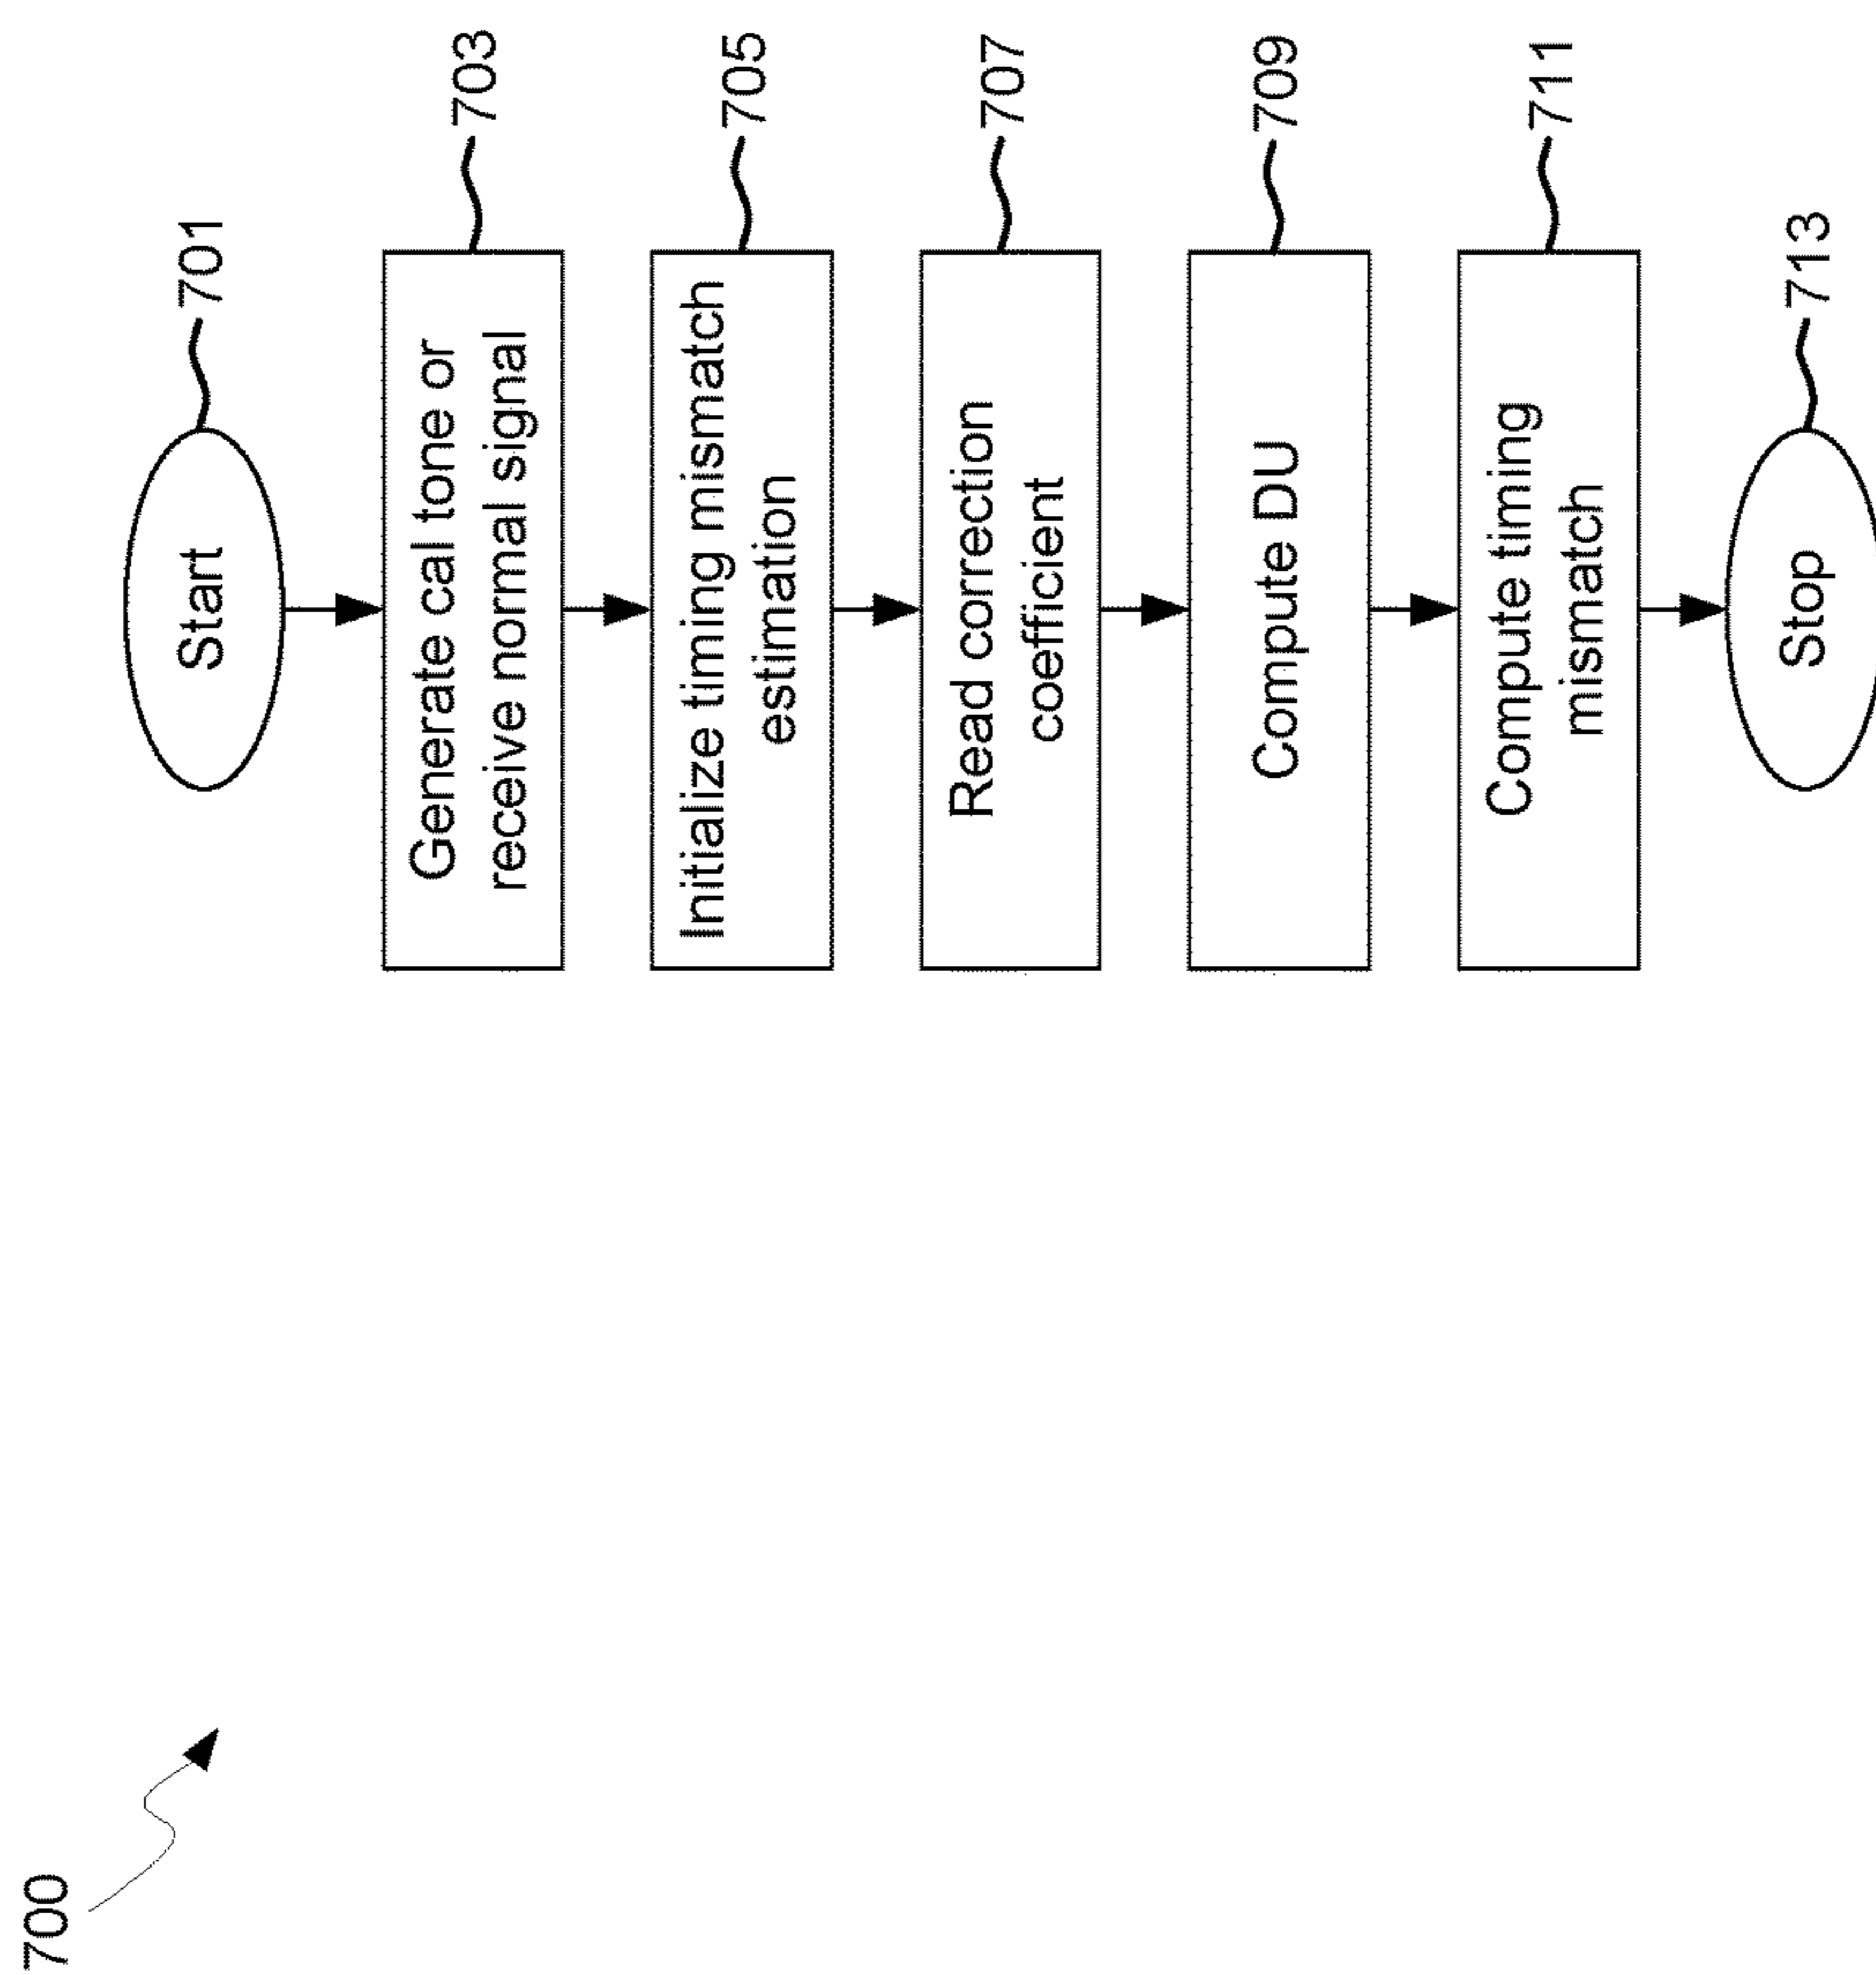 700
Start
701
Generate cal tone or
receive normal signal
703
Initialize timing mismatch
estimation
705
Read correction
coefficient
707
Compute DU
709
Compute timing
mismatch
711
Stop
713